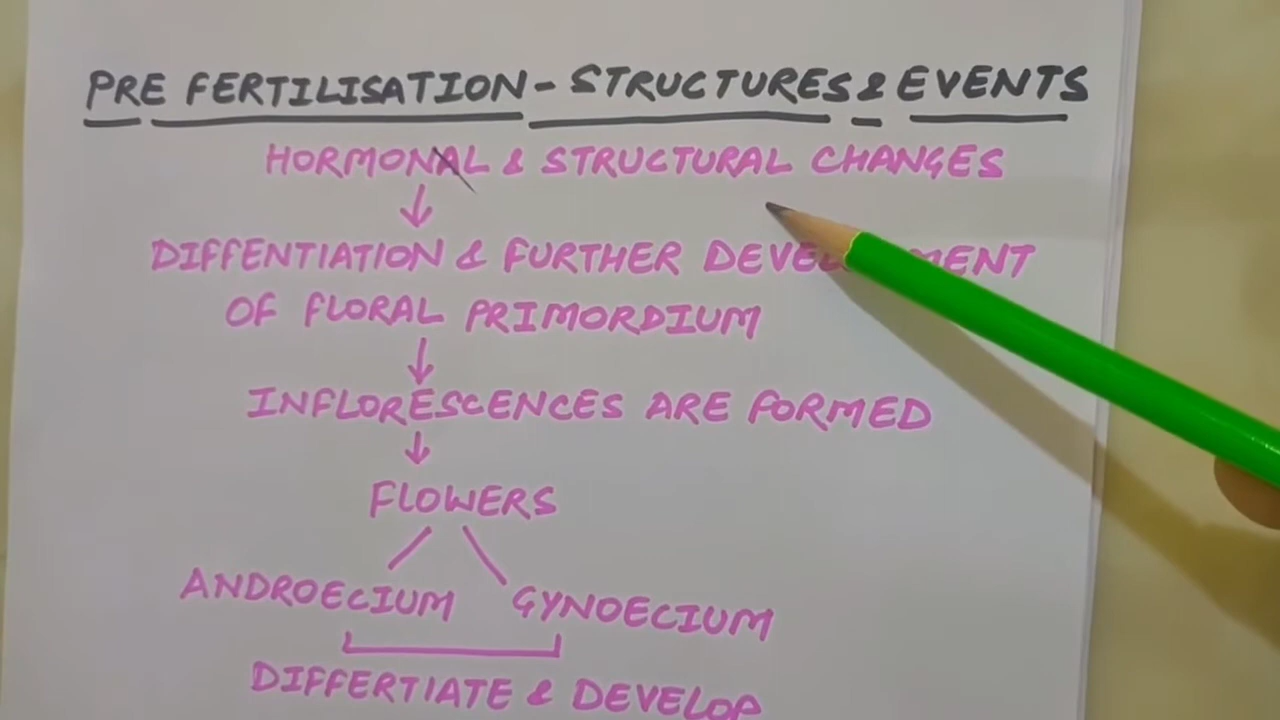 PRE FERTILISATION - STRUCTURES & EVENTS
HORMONAL & STRUCTURAL CHANGES
↓
DIFFENTIATION & FURTHER DEVELOPMENT
OF FLORAL PRIMORDIUM
↓
INFLORESCENCES ARE FORMED
↓
FLOWERS
ANDROECIUM GYNOECIUM
DIFFERTIATE & DEVELOP